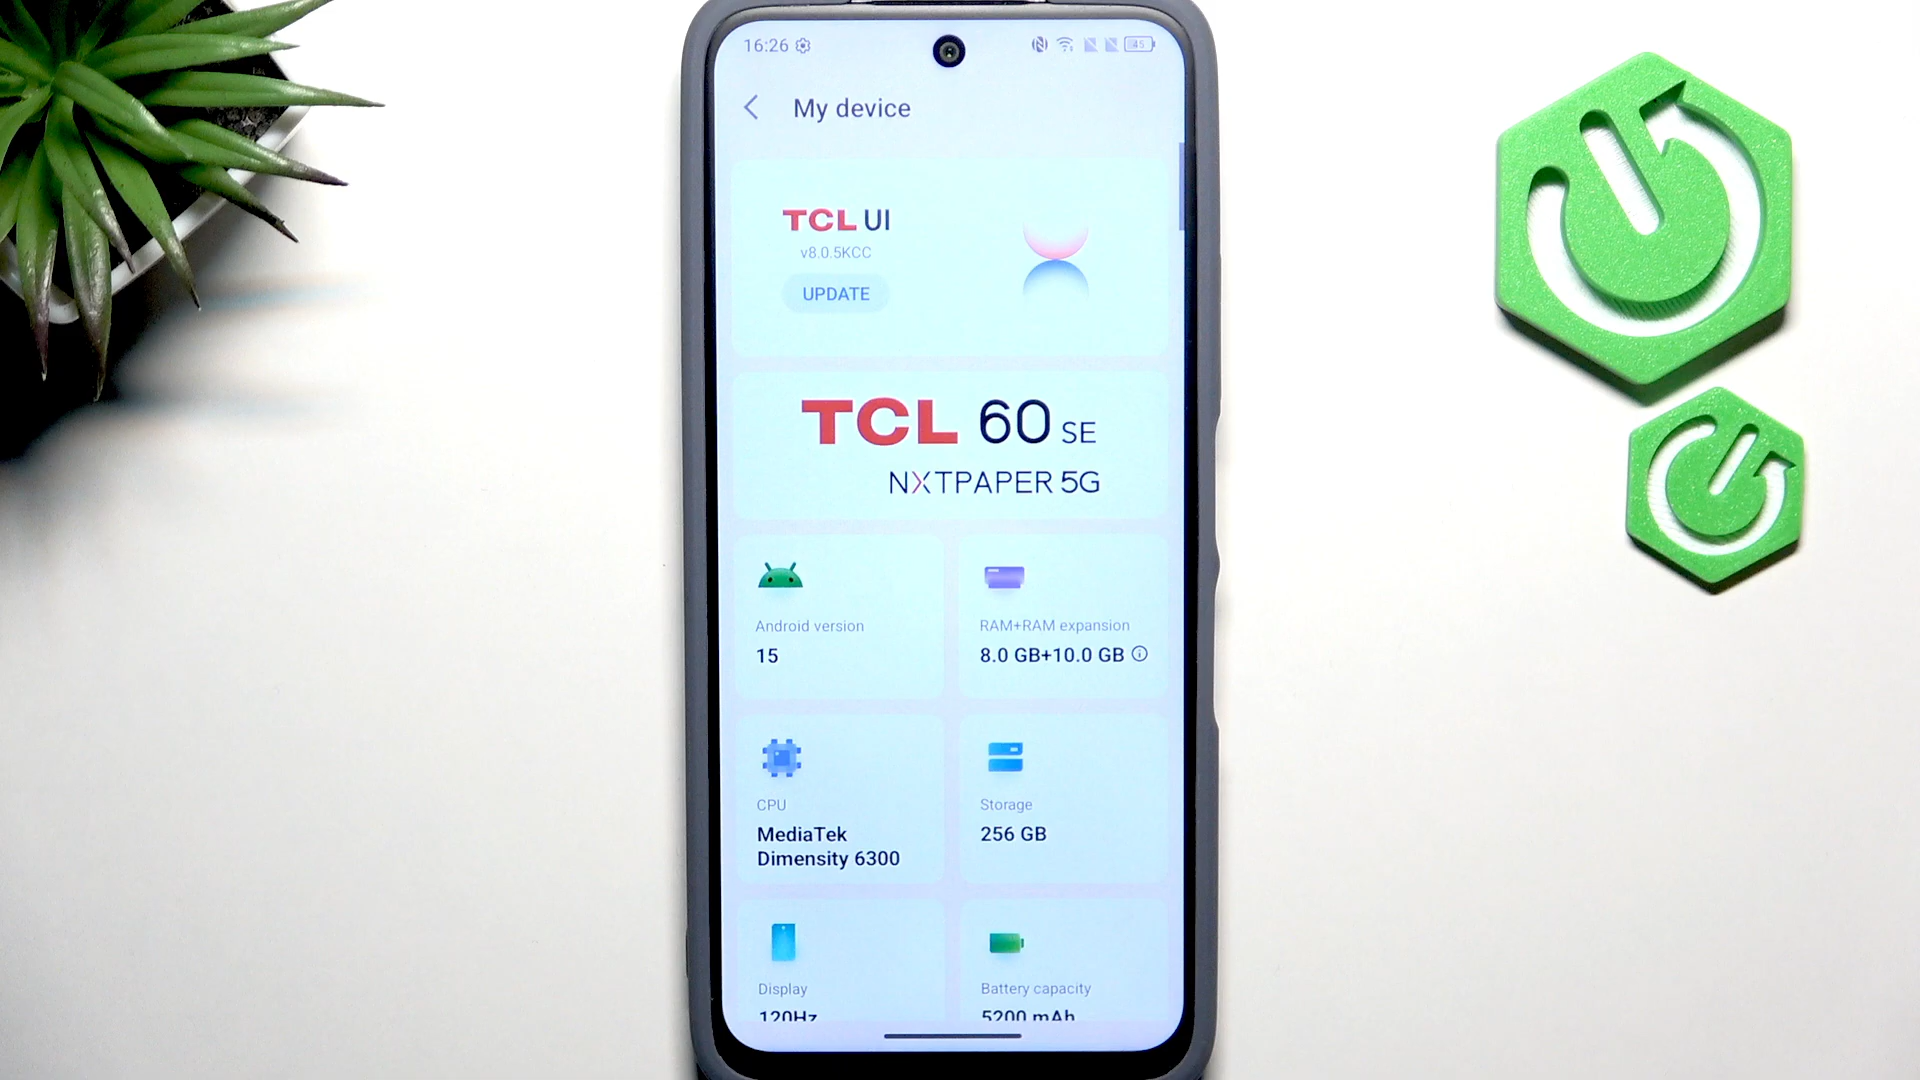 16:26
45
My device
TCL UI
v8.0.5KCC
UPDATE
TCL 60 SE
NXTPAPER 5G
Android version
15
RAM+RAM expansion
8.0 GB+10.0 GB
CPU
MediaTek
Dimensity 6300
Storage
256 GB
Display
120Hz
Battery capacity
5200 mAh